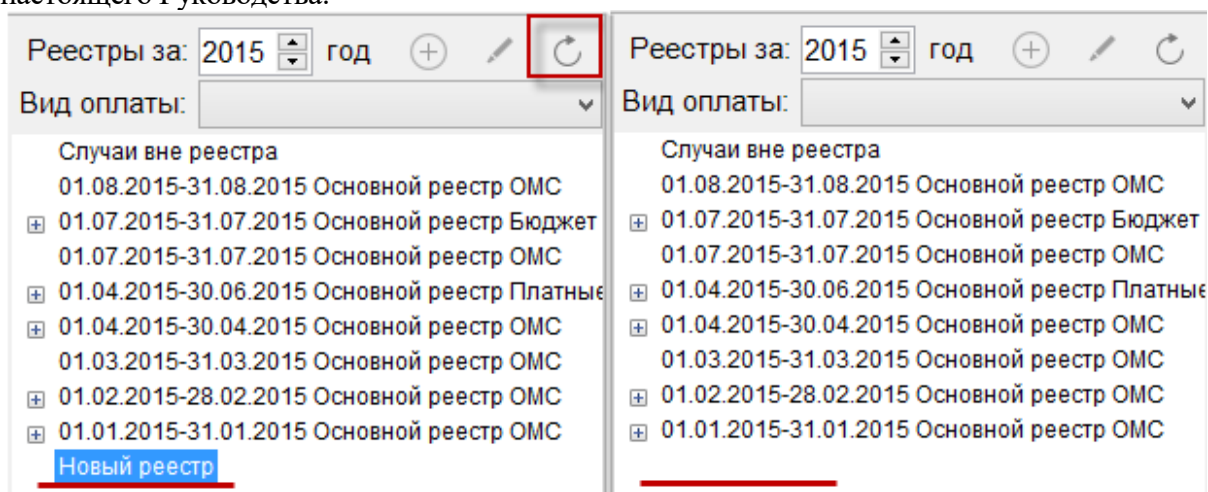 настоящего Руководства.
Реестры за: 2015 год
Вид оплаты:
Случаи вне реестра
01.08.2015-31.08.2015 Основной реестр ОМС
01.07.2015-31.07.2015 Основной реестр Бюджет
01.07.2015-31.07.2015 Основной реестр ОМС
01.04.2015-30.06.2015 Основной реестр Платные
01.04.2015-30.04.2015 Основной реестр ОМС
01.03.2015-31.03.2015 Основной реестр ОМС
01.02.2015-28.02.2015 Основной реестр ОМС
01.01.2015-31.01.2015 Основной реестр ОМС
Новый реестр
Реестры за: 2015 год
Вид оплаты:
Случаи вне реестра
01.08.2015-31.08.2015 Основной реестр ОМС
01.07.2015-31.07.2015 Основной реестр Бюджет
01.07.2015-31.07.2015 Основной реестр ОМС
01.04.2015-30.06.2015 Основной реестр Платные
01.04.2015-30.04.2015 Основной реестр ОМС
01.03.2015-31.03.2015 Основной реестр ОМС
01.02.2015-28.02.2015 Основной реестр ОМС
01.01.2015-31.01.2015 Основной реестр ОМС